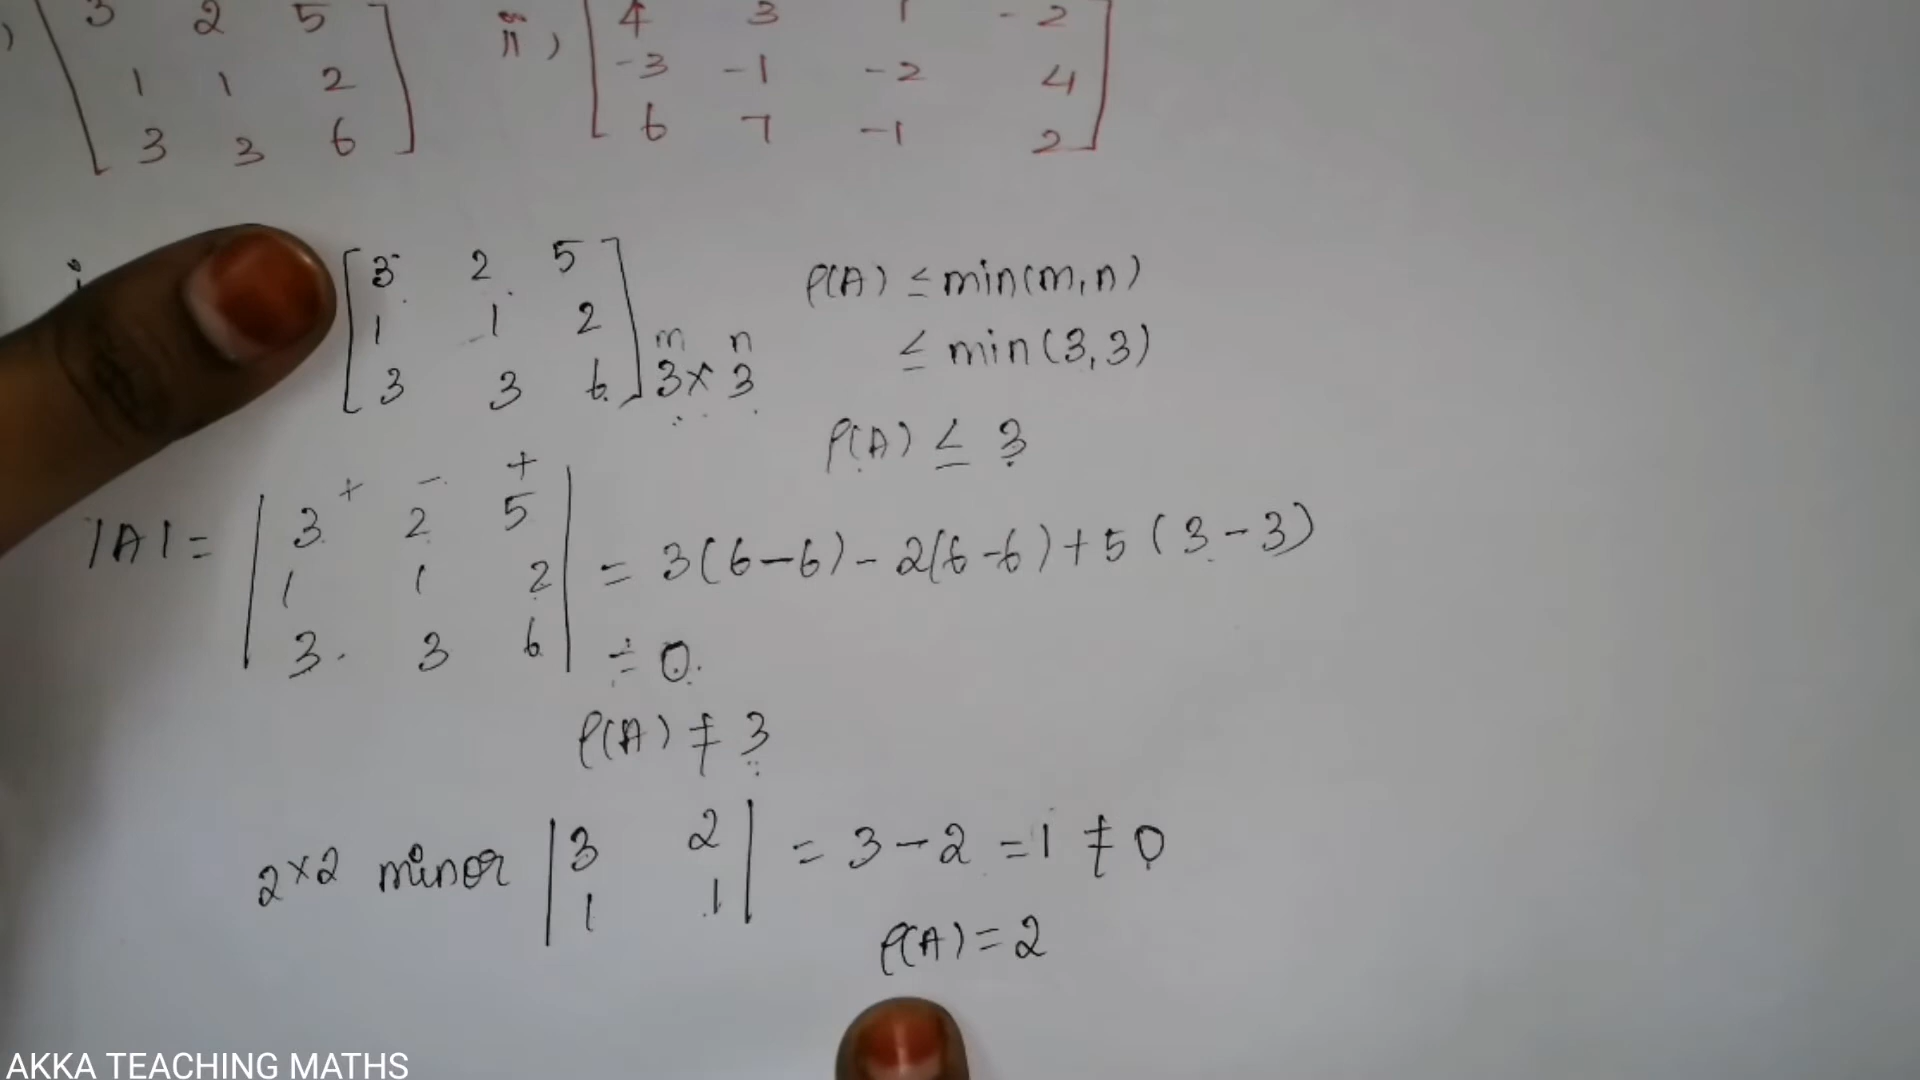 ) 3 2 5 ii) 4 3 1 -2
1 1 2 -3 -1 -2 4
3 3 6 6 7 -1 2
3 2 5 ρ(A) ≤ min(m,n)
1 1 2 m n ≤ min(3,3)
3 3 6 3×3
ρ(A) ≤ 3
+ - +
|A| = | 3 2 5 | = 3(6-6) - 2(6-6) + 5(3-3)
1 1 2
3 3 6 = 0.
ρ(A) ≠ 3
2×2 minor | 3 2 | = 3-2 = 1 ≠ 0
1 1
ρ(A) = 2
AKKA TEACHING MATHS